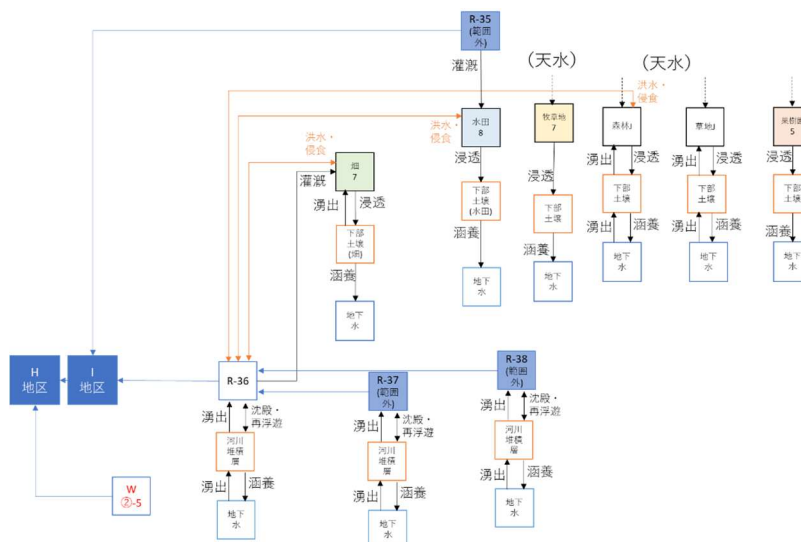 R-35
(範囲外)
灌漑
(天水)
(天水)
洪水・
侵食
水田
8
牧草地
7
森林J
草地J
果樹園
5
洪水・
侵食
洪水・
侵食
畑
7
灌漑
浸透
浸透
湧出
浸透
湧出
浸透
浸透
湧出
浸透
下部
土壌
(水田)
下部
土壌
下部
土壌
下部
土壌
下部
土壌
下部
土壌
(畑)
涵養
涵養
湧出
涵養
湧出
涵養
涵養
涵養
地下
水
地下
水
地下
水
地下
水
地下
水
地下
水
H
地区
I
地区
R-36
R-37
(範囲外)
R-38
(範囲外)
湧出
沈殿・
再浮遊
湧出
沈殿・
再浮遊
湧出
沈殿・
再浮遊
河川
堆積
層
河川
堆積
層
河川
堆積
層
湧出
涵養
湧出
涵養
湧出
涵養
W
②-5
地下
水
地下
水
地下
水